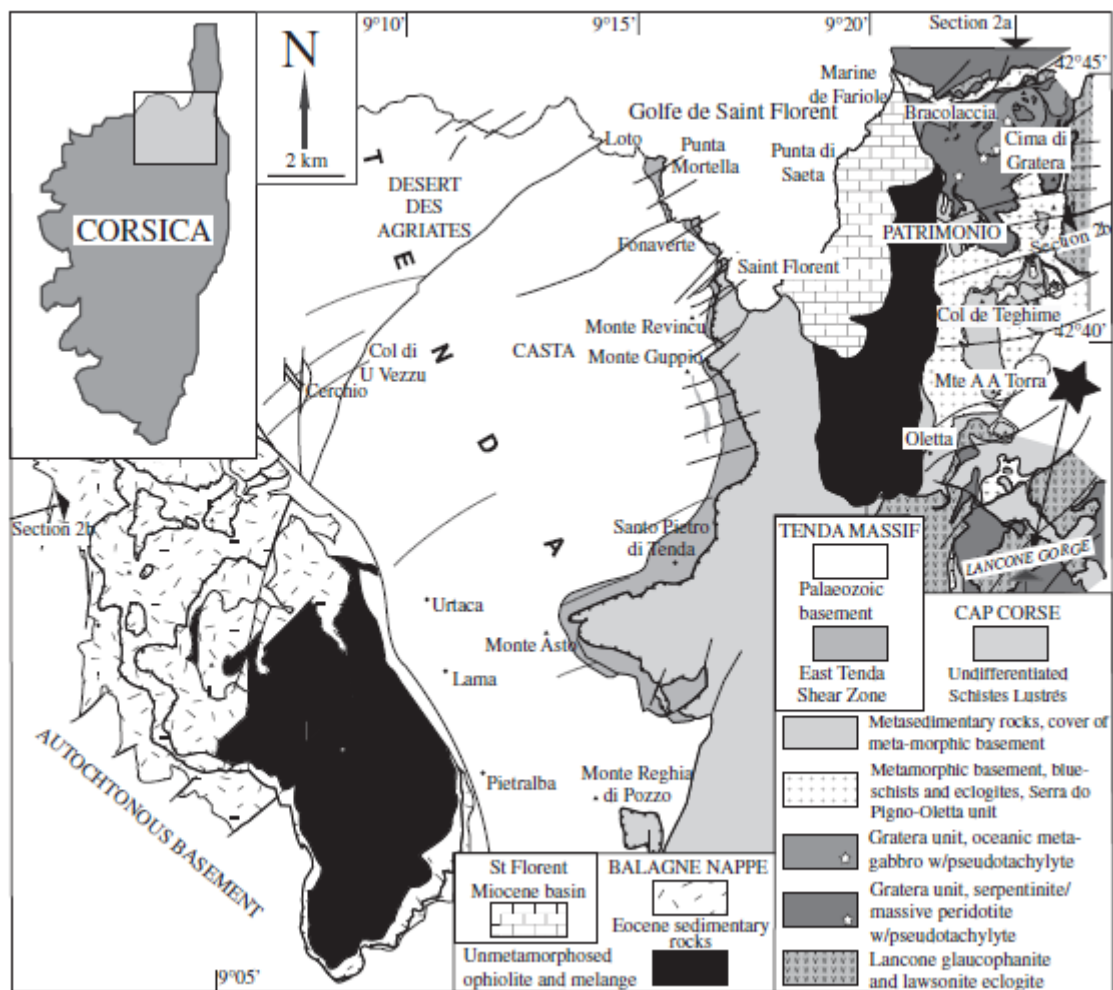 9°10'
9°15'
9°20'
Section 2a
42°45'
CORSICA
N
2 km
Marine
de Fariole
Golfe de Saint Florent
Bracolaccia
Cima di
Gratera
Loto
Punta
Mortella
Punta di
Saeta
DESERT
DES
AGRIATES
TENDA
Fonaverte
PATRIMONIO
Section 2b
Saint Florent
Col de Teghime
42°40'
Monte Revincu
Monte Guppio
CASTA
Col di
U Vezzu
Cerchio
Mte A A Torra
Oletta
Section 2b
Santo Pietro
di Tenda
LANCONE GORGE
Urtaca
Monte Asto
Lama
Pietralba
Monte Reghia
di Pozzo
AUTOCHTONOUS BASEMENT
9°05'
TENDA MASSIF
Palaeozoic
basement
East Tenda
Shear Zone
CAP CORSE
Undifferentiated
Schistes Lustrés
Metasedimentary rocks, cover of
meta-morphic basement
Metamorphic basement, blue-
schists and eclogites, Serra do
Pigno-Oletta unit
Gratera unit, oceanic meta-
gabbro w/pseudotachylyte
Gratera unit, serpentinite/
massive peridotite
w/pseudotachylyte
Lancone glaucophanite
and lawsonite eclogite
St Florent
Miocene basin
BALAGNE NAPPE
Eocene sedimentary
rocks
Unmetamorphosed
ophiolite and melange